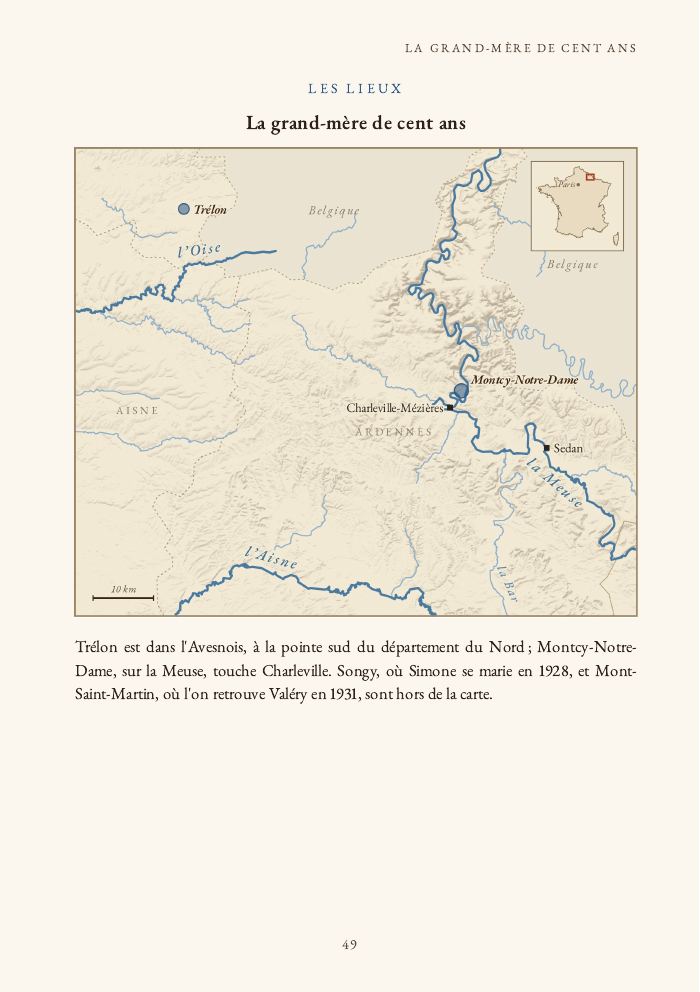 LA GRAND-MÈRE DE CENT ANS
LES LIEUX
La grand-mère de cent ans
Paris
Trélon
Belgique
l'Oise
Belgique
Montcy-Notre-Dame
Charleville-Mézières
AISNE
ARDENNES
Sedan
la Meuse
l'Aisne
la Bar
10 km
Trélon est dans l'Avesnois, à la pointe sud du département du Nord ; Montcy-Notre-
Dame, sur la Meuse, touche Charleville. Songy, où Simone se marie en 1928, et Mont-
Saint-Martin, où l'on retrouve Valéry en 1931, sont hors de la carte.
49